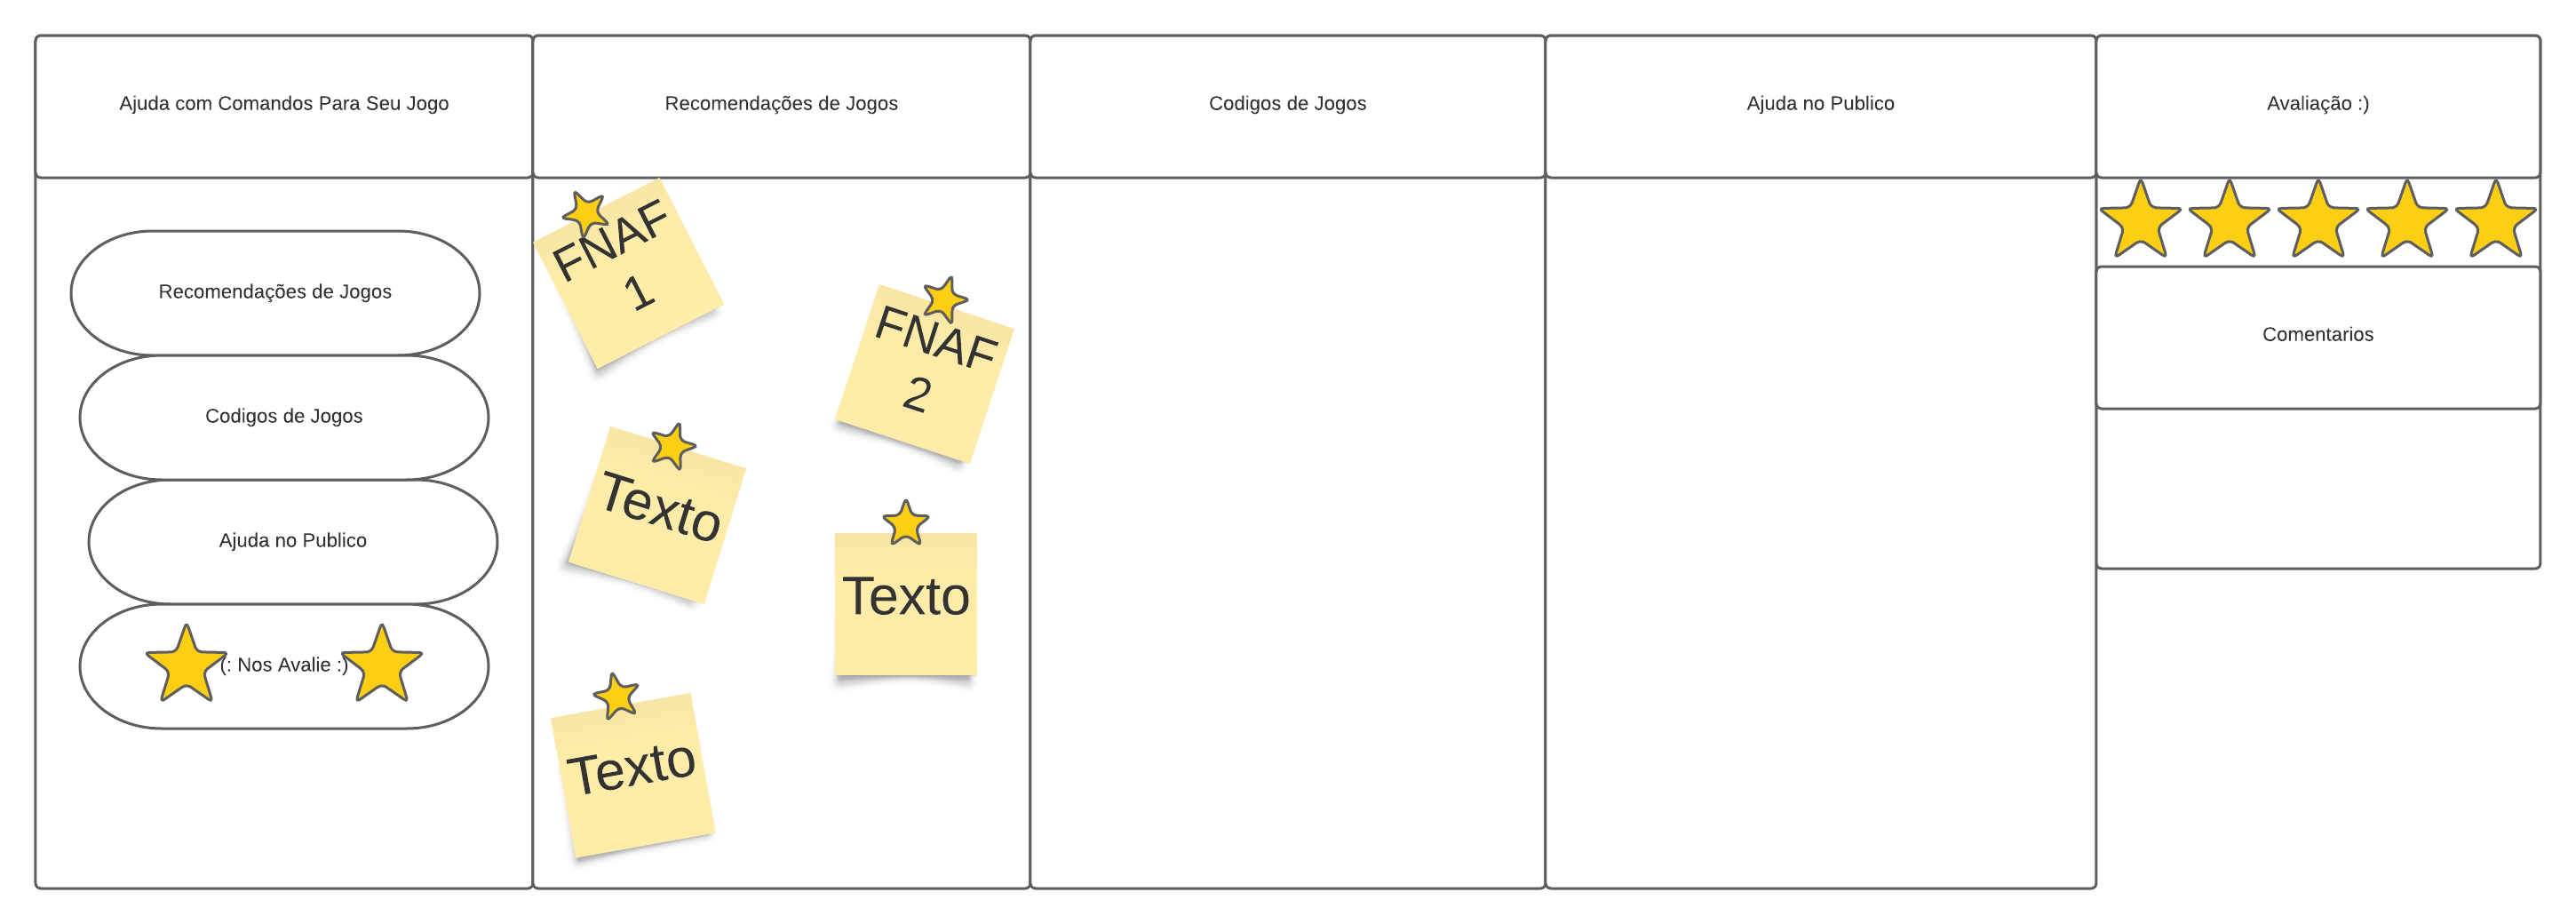 Ajuda com Comandos Para Seu Jogo
Recomendações de Jogos
Codigos de Jogos
Ajuda no Publico
Avaliação :)
Recomendações de Jogos
Codigos de Jogos
Ajuda no Publico
(: Nos Avalie :)
FNAF
1
FNAF
2
Texto
Texto
Texto
Comentarios